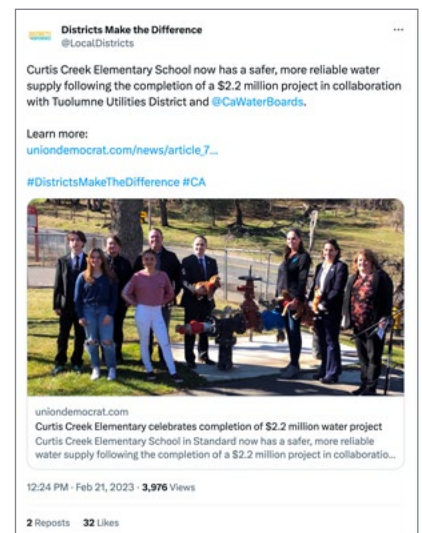 Districts Make the Difference
@LocalDistricts
Curtis Creek Elementary School now has a safer, more reliable water
supply following the completion of a $2.2 million project in collaboration
with Tuolumne Utilities District and @CaWaterBoards.
Learn more:
uniondemocrat.com/news/article_7...
#DistrictsMakeTheDifference #CA
uniondemocrat.com
Curtis Creek Elementary celebrates completion of $2.2 million water project
Curtis Creek Elementary School in Standard now has a safer, more reliable
water supply following the completion of a $2.2 million project in collaboratio...
12:24 PM · Feb 21, 2023 · 3,976 Views
2 Reposts 32 Likes